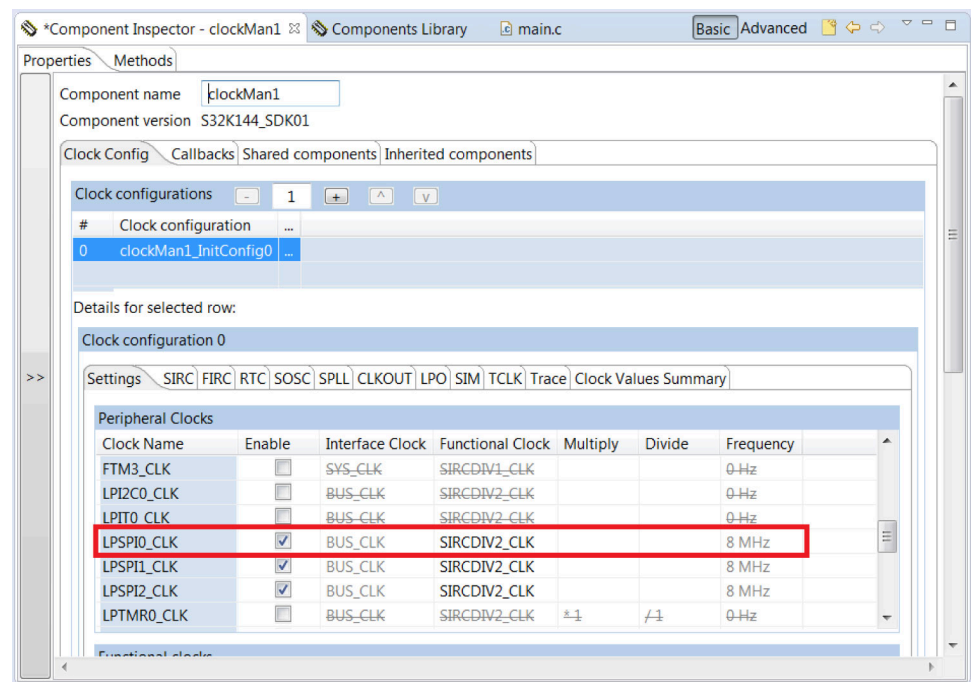 *Component Inspector - clockMan1 Components Library main.c Basic Advanced
Properties Methods
Component name clockMan1
Component version S32K144_SDK01
Clock Config Callbacks Shared components Inherited components
Clock configurations - 1 + ^ v
# Clock configuration ...
0 clockMan1_InitConfig0 ...
Details for selected row:
Clock configuration 0
>>
Settings SIRC FIRC RTC SOSC SPLL CLKOUT LPO SIM TCLK Trace Clock Values Summary
Peripheral Clocks
Clock Name Enable Interface Clock Functional Clock Multiply Divide Frequency
FTM3_CLK SYS_CLK SIRCDIV1_CLK 0 Hz
LPI2C0_CLK BUS_CLK SIRCDIV2_CLK 0 Hz
LPIT0_CLK BUS_CLK SIRCDIV2_CLK 0 Hz
LPSPI0_CLK BUS_CLK SIRCDIV2_CLK 8 MHz
LPSPI1_CLK BUS_CLK SIRCDIV2_CLK 8 MHz
LPSPI2_CLK BUS_CLK SIRCDIV2_CLK 8 MHz
LPTMR0_CLK BUS_CLK SIRCDIV2_CLK * 1 / 1 0 Hz
Functional clocks